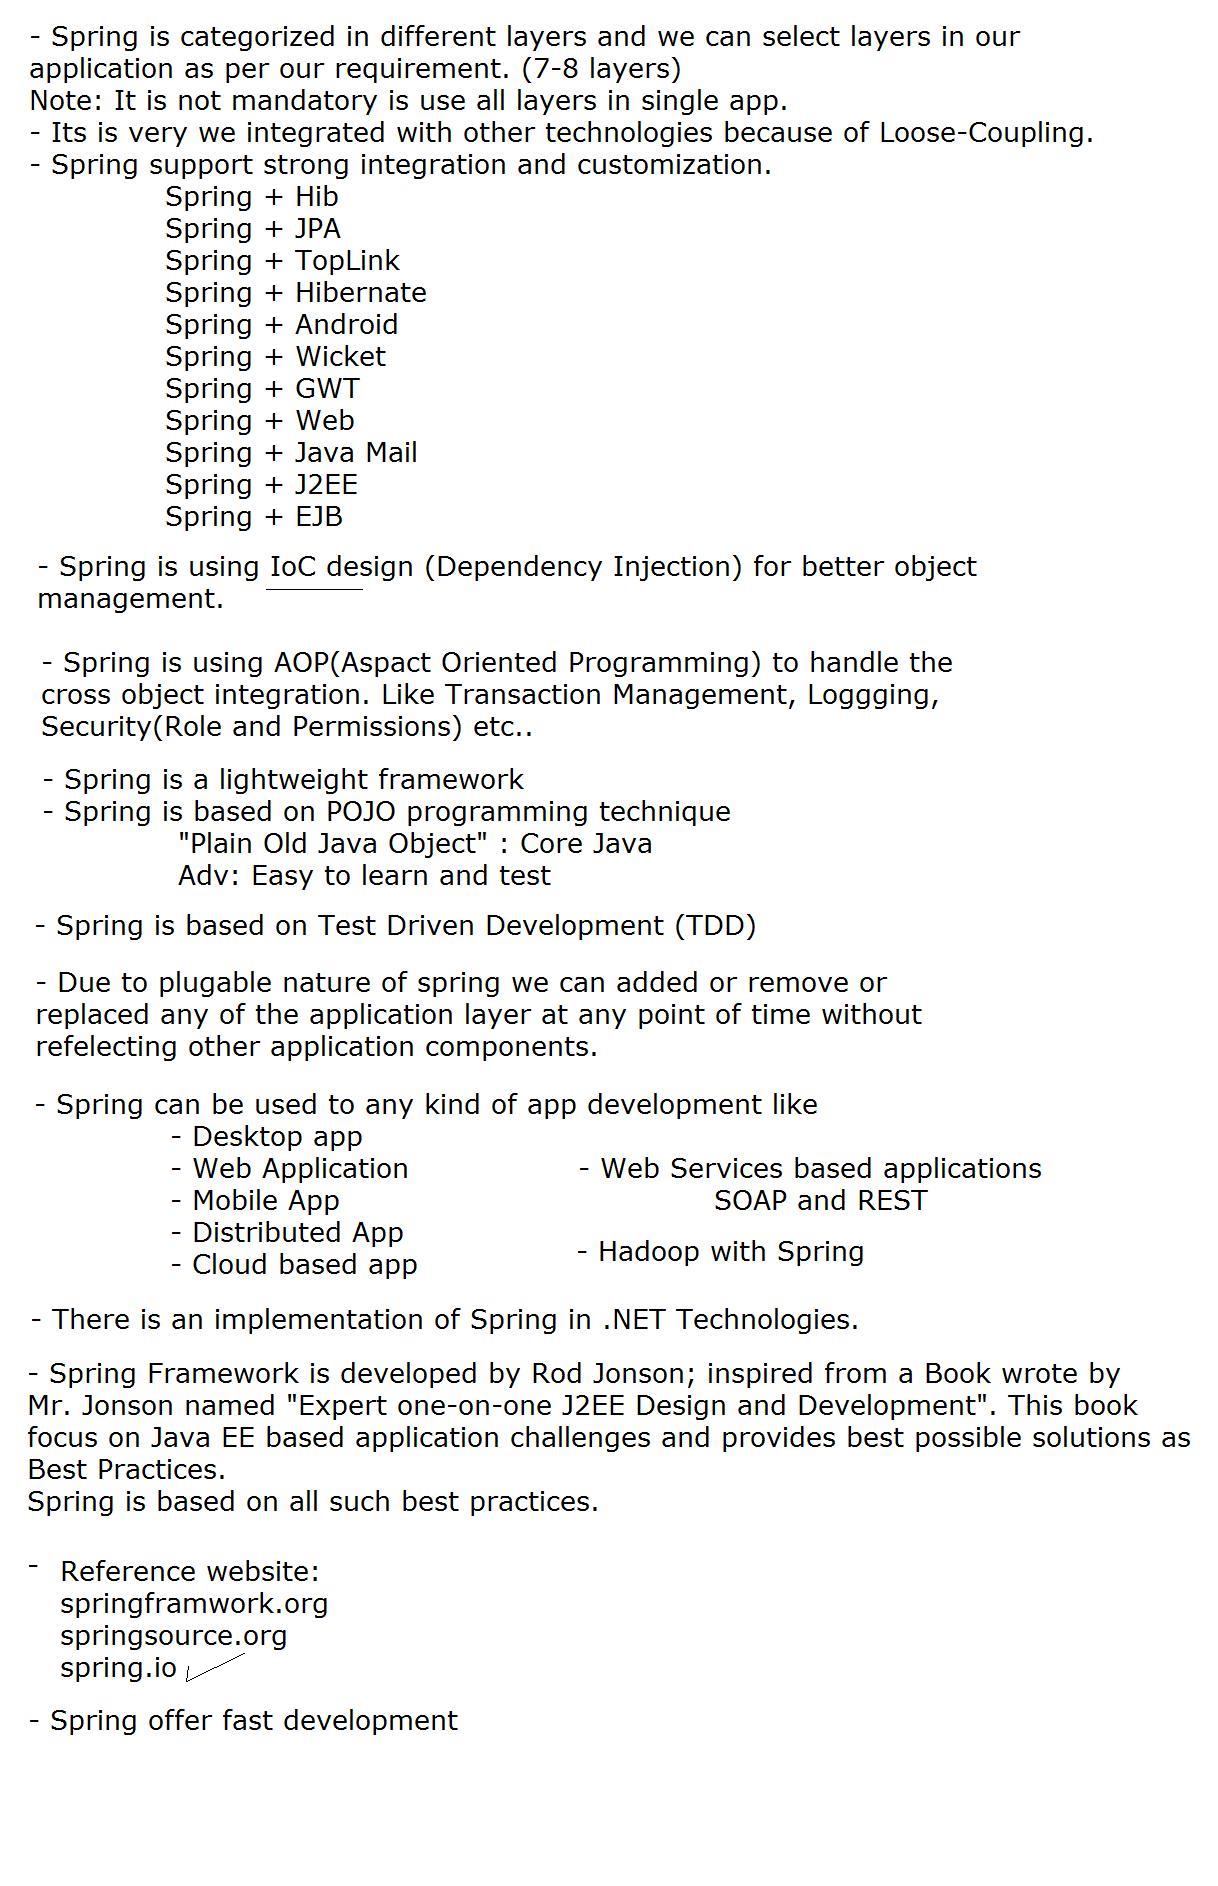 - Spring is categorized in different layers and we can select layers in our
application as per our requirement. (7-8 layers)
Note: It is not mandatory is use all layers in single app.
- Its is very we integrated with other technologies because of Loose-Coupling.
- Spring support strong integration and customization.
Spring + Hib
Spring + JPA
Spring + TopLink
Spring + Hibernate
Spring + Android
Spring + Wicket
Spring + GWT
Spring + Web
Spring + Java Mail
Spring + J2EE
Spring + EJB
- Spring is using IoC design (Dependency Injection) for better object
management.
- Spring is using AOP(Aspact Oriented Programming) to handle the
cross object integration. Like Transaction Management, Loggging,
Security(Role and Permissions) etc..
- Spring is a lightweight framework
- Spring is based on POJO programming technique
"Plain Old Java Object" : Core Java
Adv: Easy to learn and test
- Spring is based on Test Driven Development (TDD)
- Due to plugable nature of spring we can added or remove or
replaced any of the application layer at any point of time without
refelecting other application components.
- Spring can be used to any kind of app development like
- Desktop app
- Web Application
- Mobile App
- Distributed App
- Cloud based app
- Web Services based applications
SOAP and REST
- Hadoop with Spring
- There is an implementation of Spring in .NET Technologies.
- Spring Framework is developed by Rod Jonson; inspired from a Book wrote by
Mr. Jonson named "Expert one-on-one J2EE Design and Development". This book
focus on Java EE based application challenges and provides best possible solutions as
Best Practices.
Spring is based on all such best practices.
- Reference website:
springframwork.org
springsource.org
spring.io
- Spring offer fast development